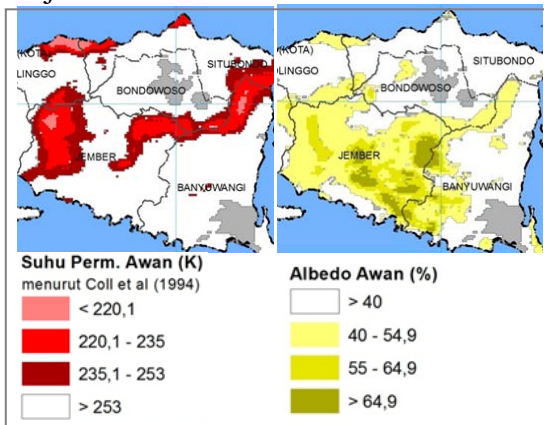 (KOTA)
OLINGGO
SITUBONDO
BONDOWOSO
JEMBER
BANYUWANGI
(KOTA)
OLINGGO
SITUBONDO
BONDOWOSO
JEMBER
BANYUWANGI
Suhu Perm. Awan (K)
menurut Coll et al (1994)
< 220,1
220,1 - 235
235,1 - 253
> 253
Albedo Awan (%)
> 40
40 - 54,9
55 - 64,9
> 64,9